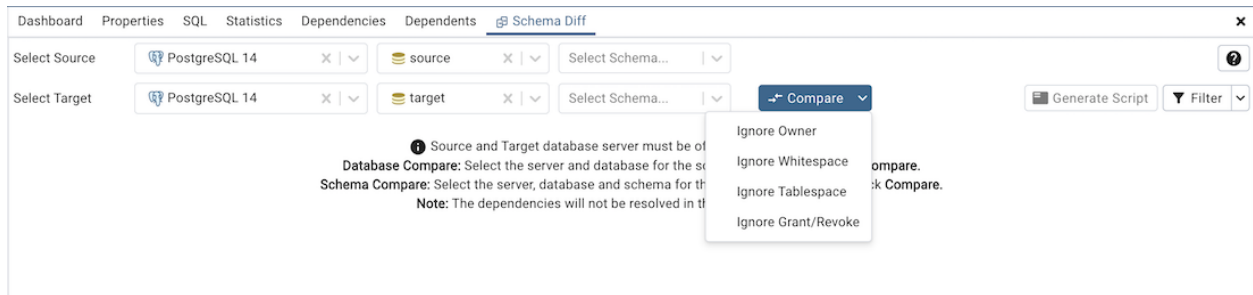 Dashboard Properties SQL Statistics Dependencies Dependents Schema Diff
Select Source PostgreSQL 14 source Select Schema...
Select Target PostgreSQL 14 target Select Schema... Compare Generate Script Filter
Ignore Owner
Ignore Whitespace
Ignore Tablespace
Ignore Grant/Revoke
Source and Target database server must be of
Database Compare: Select the server and database for the ompare.
Schema Compare: Select the server, database and schema for k Compare.
Note: The dependencies will not be resolved in